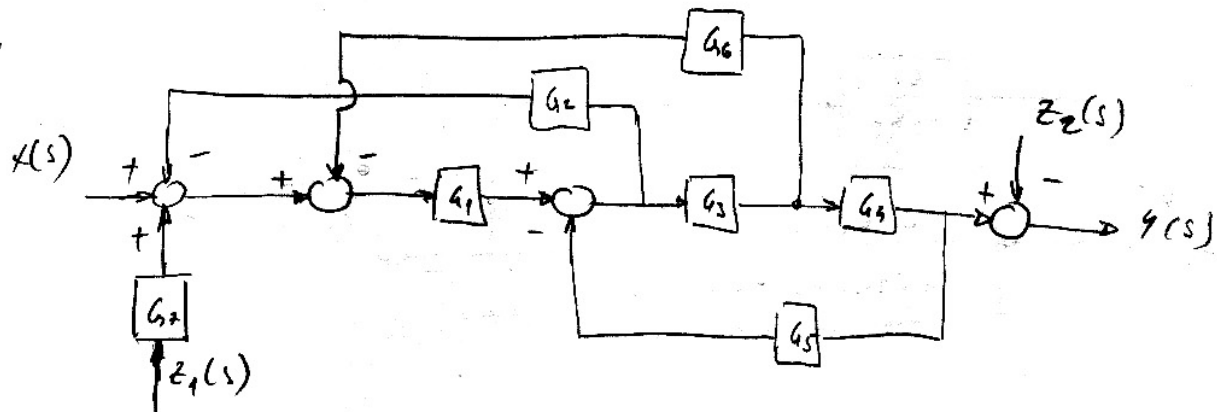 G6
G2
Z2(s)
X(s)
+
-
+
-
+
-
+
-
G1
G3
G4
Y(s)
+
G7
G5
Z1(s)